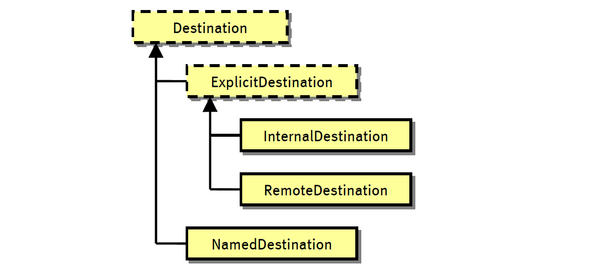 Destination
ExplicitDestination
InternalDestination
RemoteDestination
NamedDestination